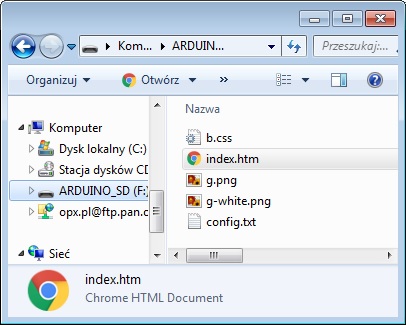 Kom... ARDUIN... Przeszukaj:...
Organizuj Otwórz »
Nazwa
Komputer
Dysk lokalny (C:)
Stacja dysków CD
ARDUINO_SD (F:)
opx.pl@ftp.pan.c
Sieć
b.css
index.htm
g.png
g-white.png
config.txt
index.htm
Chrome HTML Document